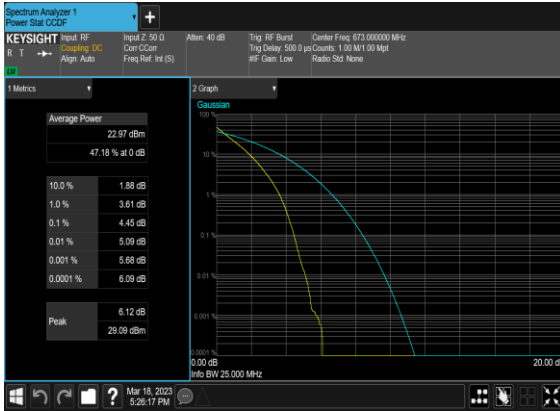 Spectrum Analyzer 1
Power Stat CCDF
KEYSIGHT
R T
Input: RF
Coupling: DC
Align: Auto
Input Z: 50 Ω
Corr CCorr
Freq Ref: Int (S)
Atten: 40 dB
Trig: RF Burst
Trig Delay: 500.0 µs
#IF Gain: Low
Center Freq: 673.000000 MHz
Counts: 1.00 M/1.00 Mpt
Radio Std: None
1 Metrics
Average Power
22.97 dBm
47.18 % at 0 dB
10.0 % 1.88 dB
1.0 % 3.61 dB
0.1 % 4.45 dB
0.01 % 5.09 dB
0.001 % 5.68 dB
0.0001 % 6.09 dB
Peak
6.12 dB
29.09 dBm
2 Graph
Gaussian
100 %
10 %
1 %
0.1 %
0.01 %
0.001 %
0.0001 %
0.00 dB
20.00 d
Info BW 25.000 MHz
?
Mar 18, 2023
5:26:17 PM